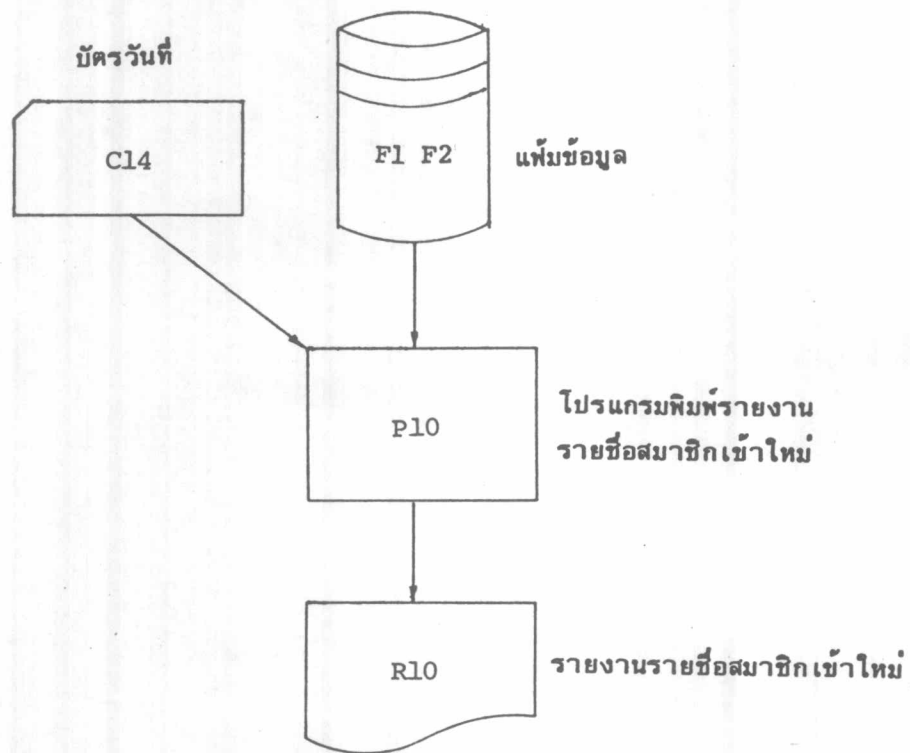 บัตรวันที่
C14
F1 F2
แฟ้มข้อมูล
P10
โปรแกรมพิมพ์รายงาน
รายชื่อสมาชิกเข้าใหม่
R10
รายงานรายชื่อสมาชิกเข้าใหม่